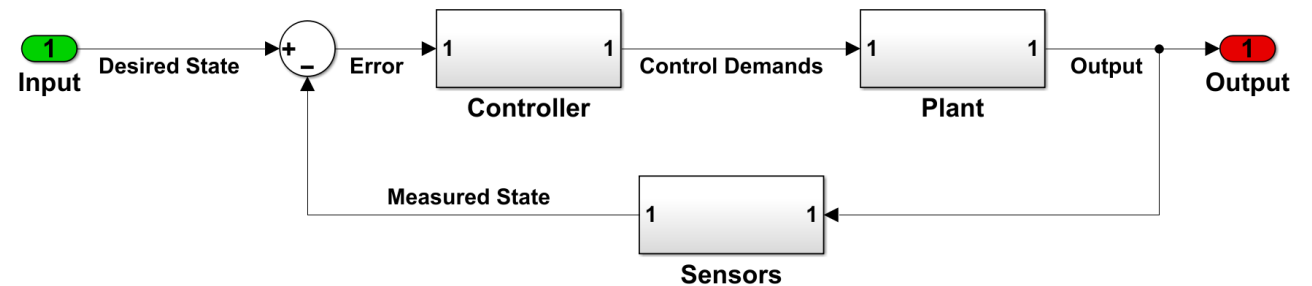 1
Input
Desired State
+
−
Error
1
1
Controller
Control Demands
1
1
Plant
Output
1
Output
Measured State
1
1
Sensors